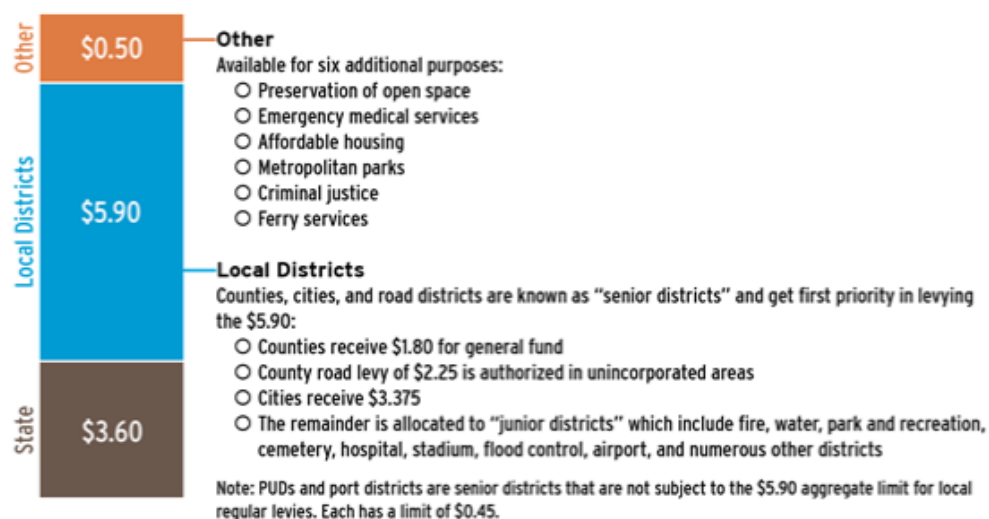 Other
$0.50
Local Districts
$5.90
State
$3.60
Other
Available for six additional purposes:
Preservation of open space
Emergency medical services
Affordable housing
Metropolitan parks
Criminal justice
Ferry services
Local Districts
Counties, cities, and road districts are known as “senior districts” and get first priority in levying
the $5.90:
Counties receive $1.80 for general fund
County road levy of $2.25 is authorized in unincorporated areas
Cities receive $3.375
The remainder is allocated to “junior districts” which include fire, water, park and recreation,
cemetery, hospital, stadium, flood control, airport, and numerous other districts
Note: PUDs and port districts are senior districts that are not subject to the $5.90 aggregate limit for local
regular levies. Each has a limit of $0.45.